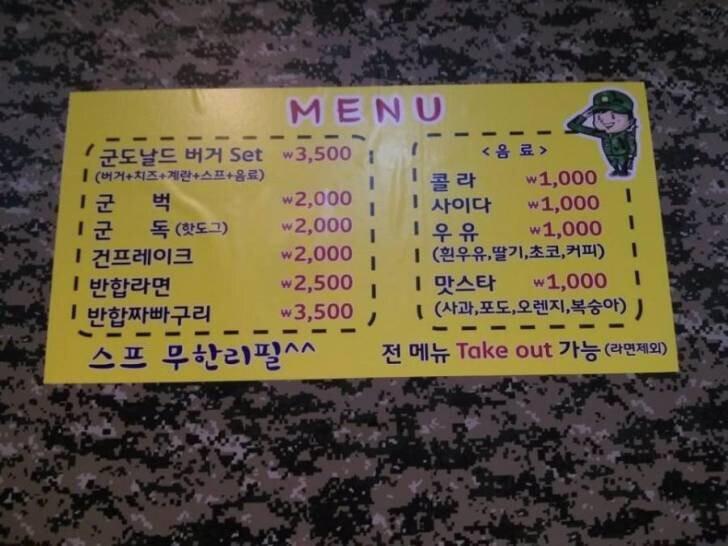 MENU
군도날드 버거 Set ₩3,500
(버거+치즈+계란+스프+음료)
군 벅 ₩2,000
군 독 (핫도그) ₩2,000
건프레이크 ₩2,000
반합라면 ₩2,500
반합짜빠구리 ₩3,500
스프 무한리필^^
<음 료>
콜 라 ₩1,000
사이다 ₩1,000
우 유 ₩1,000
(흰우유,딸기,초코,커피)
맛스타 ₩1,000
(사과,포도,오렌지,복숭아)
전 메뉴 Take out 가능 (라면제외)